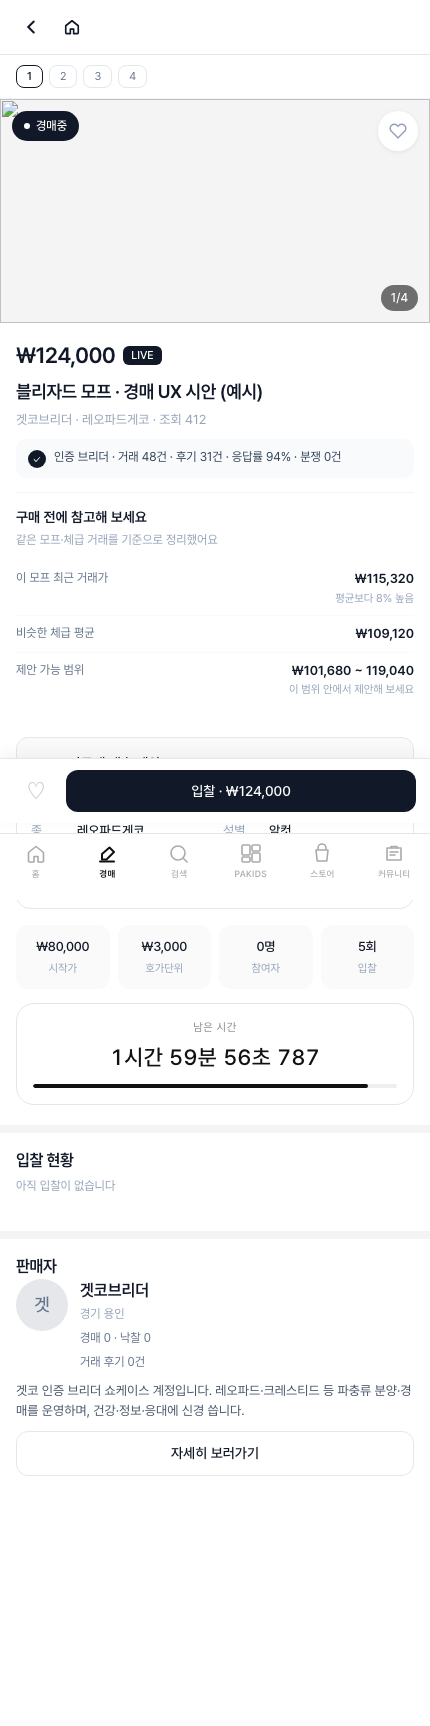 1 2 3 4
경매중
1/4
₩124,000 LIVE
블리자드 모프 · 경매 UX 시안 (예시)
겟코브리더 · 레오파드게코 · 조회 412
인증 브리더 · 거래 48건 · 후기 31건 · 응답률 94% · 분쟁 0건
구매 전에 참고해 보세요
같은 모프·체급 거래를 기준으로 정리했어요
이 모프 최근 거래가 ₩115,320
평균보다 8% 높음
비슷한 체급 평균 ₩109,120
제안 가능 범위 ₩101,680 ~ 119,040
이 범위 안에서 제안해 보세요
입찰 · ₩124,000
종 레오파드게코 성별 암컷
홈 경매 검색 PAKIDS 스토어 커뮤니티
₩80,000 ₩3,000 0명 5회
시작가 호가단위 참여자 입찰
남은 시간
1시간 59분 56초 787
입찰 현황
아직 입찰이 없습니다
판매자
겟
겟코브리더
경기 용인
경매 0 · 낙찰 0
거래 후기 0건
겟코 인증 브리더 쇼케이스 계정입니다. 레오파드·크레스티드 등 파충류 분양·경
매를 운영하며, 건강·정보·응대에 신경 씁니다.
자세히 보러가기